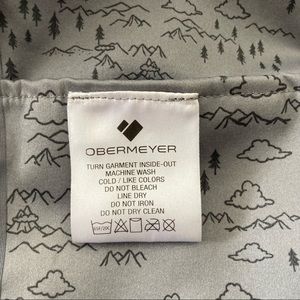 OBERMEYER
TURN GARMENT INSIDE-OUT
MACHINE WASH
COLD / LIKE COLORS
DO NOT BLEACH
LINE DRY
DO NOT IRON
DO NOT DRY CLEAN